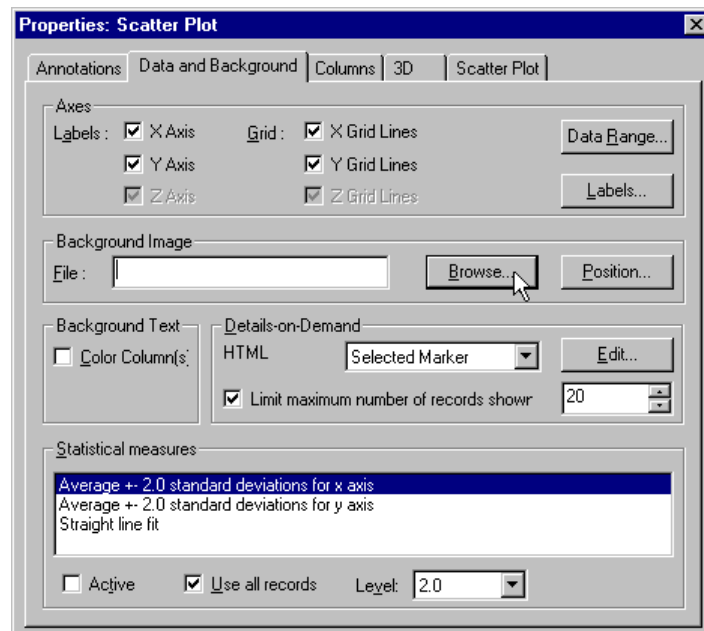 Properties: Scatter Plot
Annotations Data and Background Columns 3D Scatter Plot
Axes
Labels : X Axis Grid : X Grid Lines Data Range...
Y Axis Y Grid Lines
Z Axis Z Grid Lines Labels...
Background Image
File : Browse... Position...
Background Text Details-on-Demand
Color Column(s) HTML Selected Marker Edit...
Limit maximum number of records shown 20
Statistical measures
Average +- 2.0 standard deviations for x axis
Average +- 2.0 standard deviations for y axis
Straight line fit
Active Use all records Level: 2.0